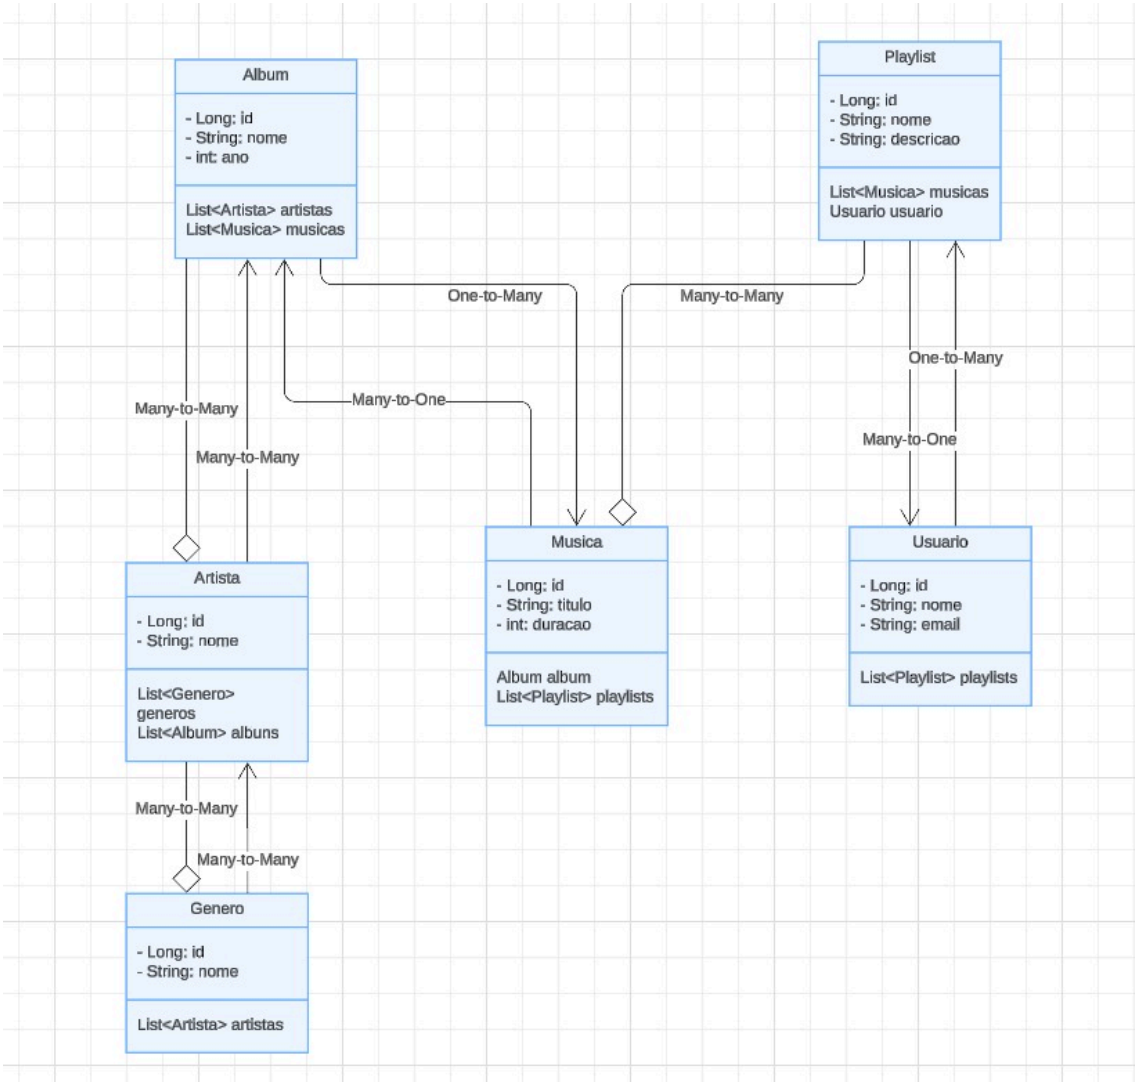 Album
- Long: id
- String: nome
- int: ano
List<Artista> artistas
List<Musica> musicas
Playlist
- Long: id
- String: nome
- String: descricao
List<Musica> musicas
Usuario usuario
One-to-Many
Many-to-Many
One-to-Many
Many-to-One
Many-to-Many
Many-to-One
Many-to-Many
Artista
- Long: id
- String: nome
List<Genero>
generos
List<Album> albuns
Musica
- Long: id
- String: titulo
- int: duracao
Album album
List<Playlist> playlists
Usuario
- Long: id
- String: nome
- String: email
List<Playlist> playlists
Many-to-Many
Many-to-Many
Genero
- Long: id
- String: nome
List<Artista> artistas